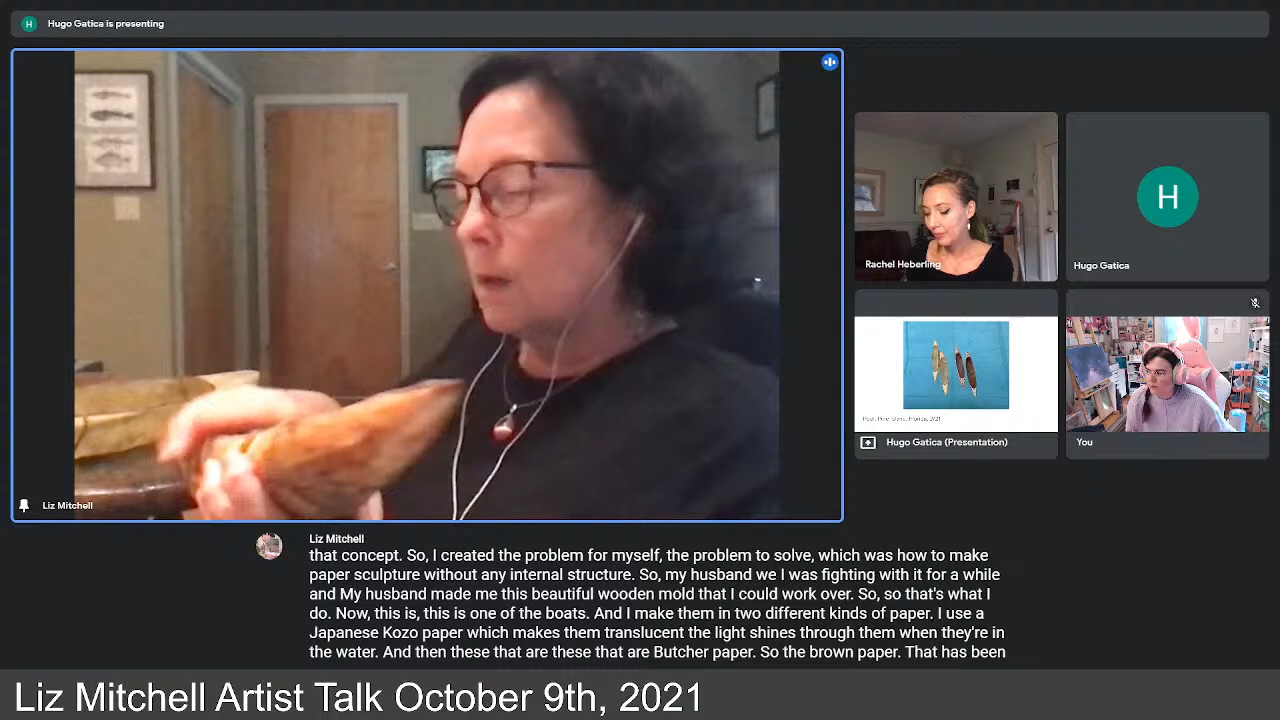 H
Hugo Gatica is presenting
Rachel Heberling
H
Hugo Gatica
Liz Mitchell
Hugo Gatica (Presentation)
You
Liz Mitchell
that concept. So, I created the problem for myself, the problem to solve, which was how to make
paper sculpture without any internal structure. So, my husband we I was fighting with it for a while
and My husband made me this beautiful wooden mold that I could work over. So, so that's what I
do. Now, this is, this is one of the boats. And I make them in two different kinds of paper. I use a
Japanese Kozo paper which makes them translucent the light shines through them when they're in
the water. And then these that are these that are Butcher paper. So the brown paper. That has been
Liz Mitchell Artist Talk October 9th, 2021